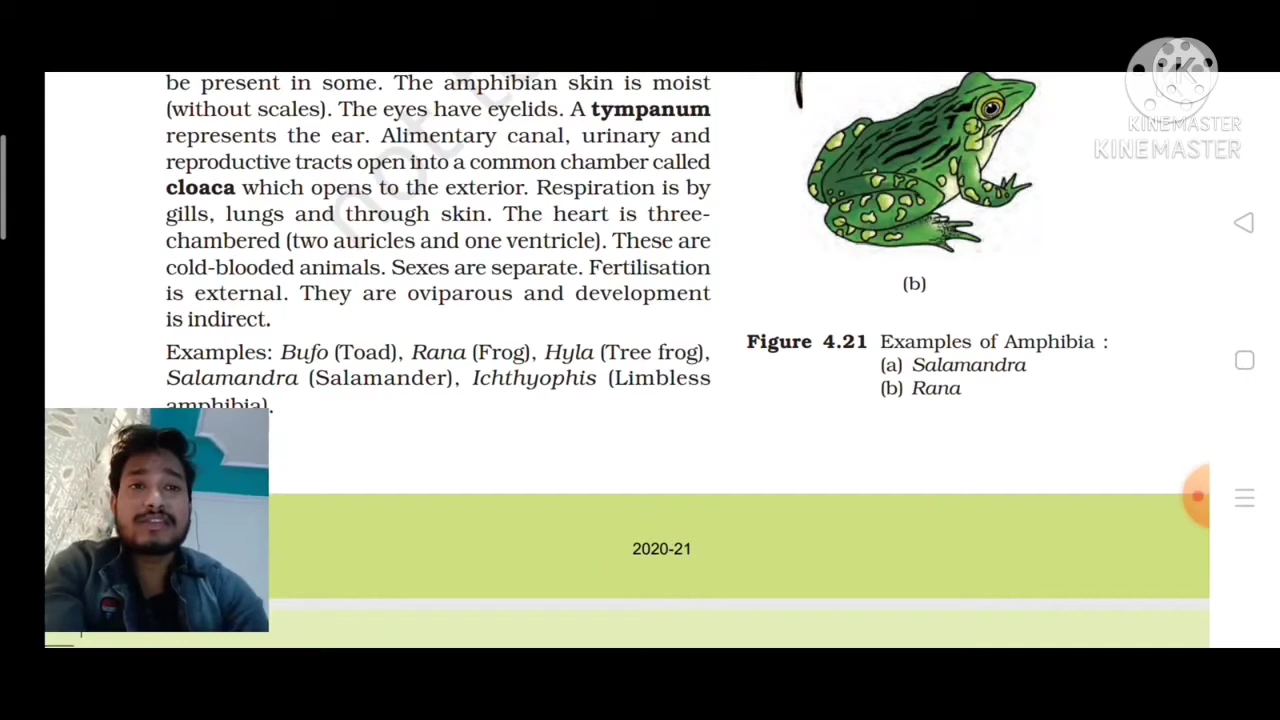 be present in some. The amphibian skin is moist
(without scales). The eyes have eyelids. A tympanum
represents the ear. Alimentary canal, urinary and
reproductive tracts open into a common chamber called
cloaca which opens to the exterior. Respiration is by
gills, lungs and through skin. The heart is three-
chambered (two auricles and one ventricle). These are
cold-blooded animals. Sexes are separate. Fertilisation
is external. They are oviparous and development
is indirect.
Examples: Bufo (Toad), Rana (Frog), Hyla (Tree frog),
Salamandra (Salamander), Ichthyophis (Limbless
amphibia).
not
(b)
Figure 4.21 Examples of Amphibia :
(a) Salamandra
(b) Rana
2020-21
KINEMASTER
KINEMASTER